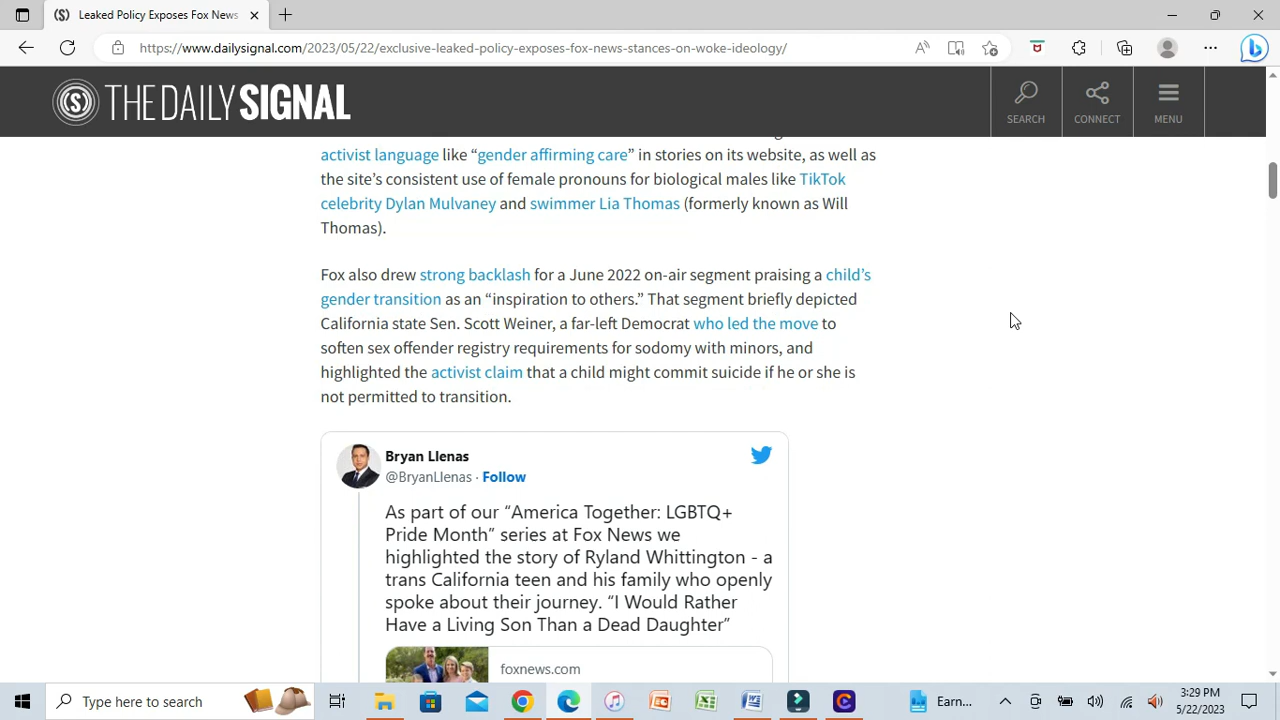 Leaked Policy Exposes Fox News
https://www.dailysignal.com/2023/05/22/exclusive-leaked-policy-exposes-fox-news-stances-on-woke-ideology/
THE DAILY SIGNAL
SEARCH
CONNECT
MENU
activist language like “gender affirming care” in stories on its website, as well as
the site’s consistent use of female pronouns for biological males like TikTok
celebrity Dylan Mulvaney and swimmer Lia Thomas (formerly known as Will
Thomas).
Fox also drew strong backlash for a June 2022 on-air segment praising a child’s
gender transition as an “inspiration to others.” That segment briefly depicted
California state Sen. Scott Weiner, a far-left Democrat who led the move to
soften sex offender registry requirements for sodomy with minors, and
highlighted the activist claim that a child might commit suicide if he or she is
not permitted to transition.
Bryan Llenas
@BryanLlenas · Follow
As part of our “America Together: LGBTQ+
Pride Month” series at Fox News we
highlighted the story of Ryland Whittington - a
trans California teen and his family who openly
spoke about their journey. “I Would Rather
Have a Living Son Than a Dead Daughter”
foxnews.com
Type here to search
Earn...
3:29 PM
5/22/2023